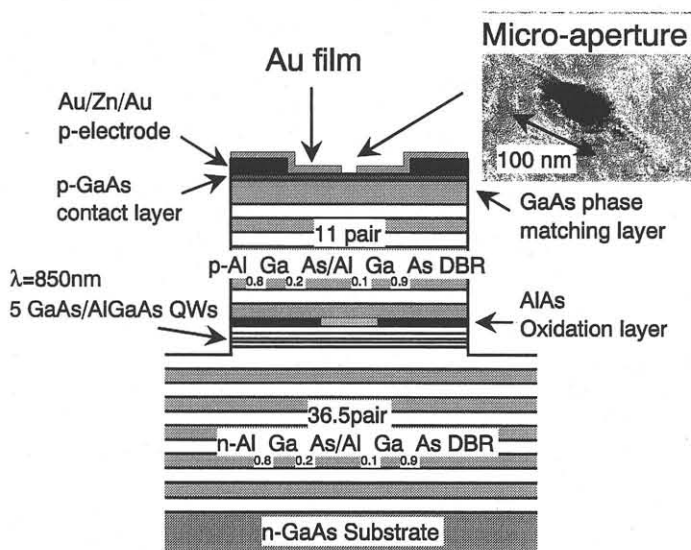 Micro-aperture
Au film
Au/Zn/Au
p-electrode
100 nm
p-GaAs
contact layer
GaAs phase
matching layer
11 pair
p-Al0.8Ga0.2As/Al0.1Ga0.9As DBR
λ=850nm
5 GaAs/AlGaAs QWs
AlAs
Oxidation layer
36.5pair
n-Al0.8Ga0.2As/Al0.1Ga0.9As DBR
n-GaAs Substrate